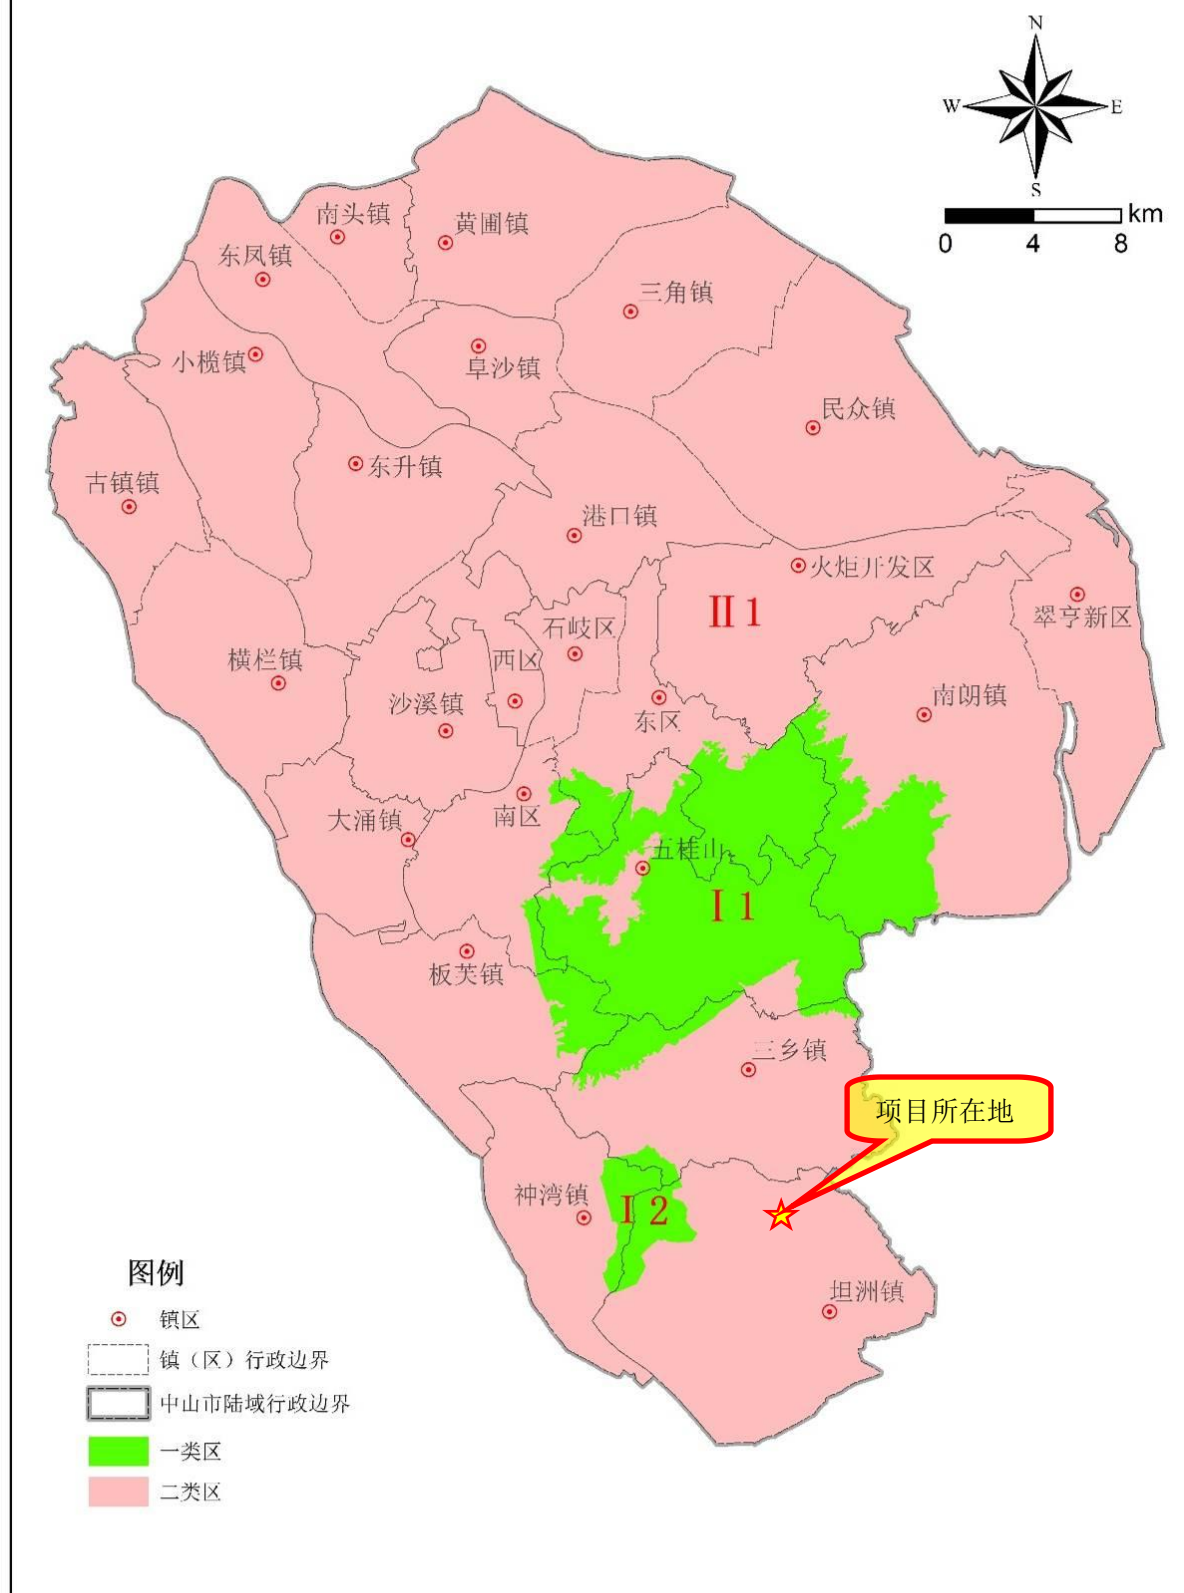 N
W
E
S
km
0 4 8
南头镇
黄圃镇
东凤镇
三角镇
小榄镇
阜沙镇
民众镇
东升镇
古镇镇
港口镇
火炬开发区
II 1
翠亨新区
石岐区
横栏镇
西区
沙溪镇
东区
南朗镇
南区
大涌镇
五桂山
I 1
板芙镇
三乡镇
项目所在地
神湾镇
I 2
坦洲镇
图例
镇区
镇（区）行政边界
中山市陆域行政边界
一类区
二类区